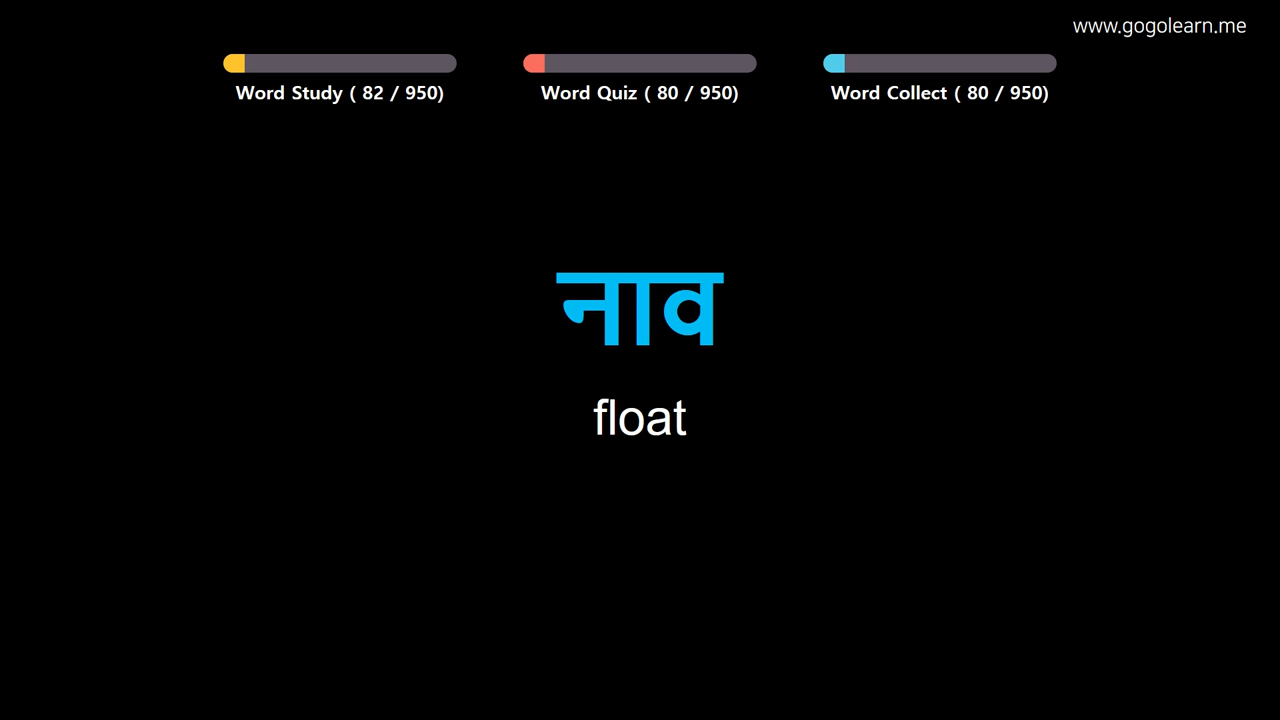 www.gogolearn.me
Word Study ( 82 / 950)
Word Quiz ( 80 / 950)
Word Collect ( 80 / 950)
नाव
float